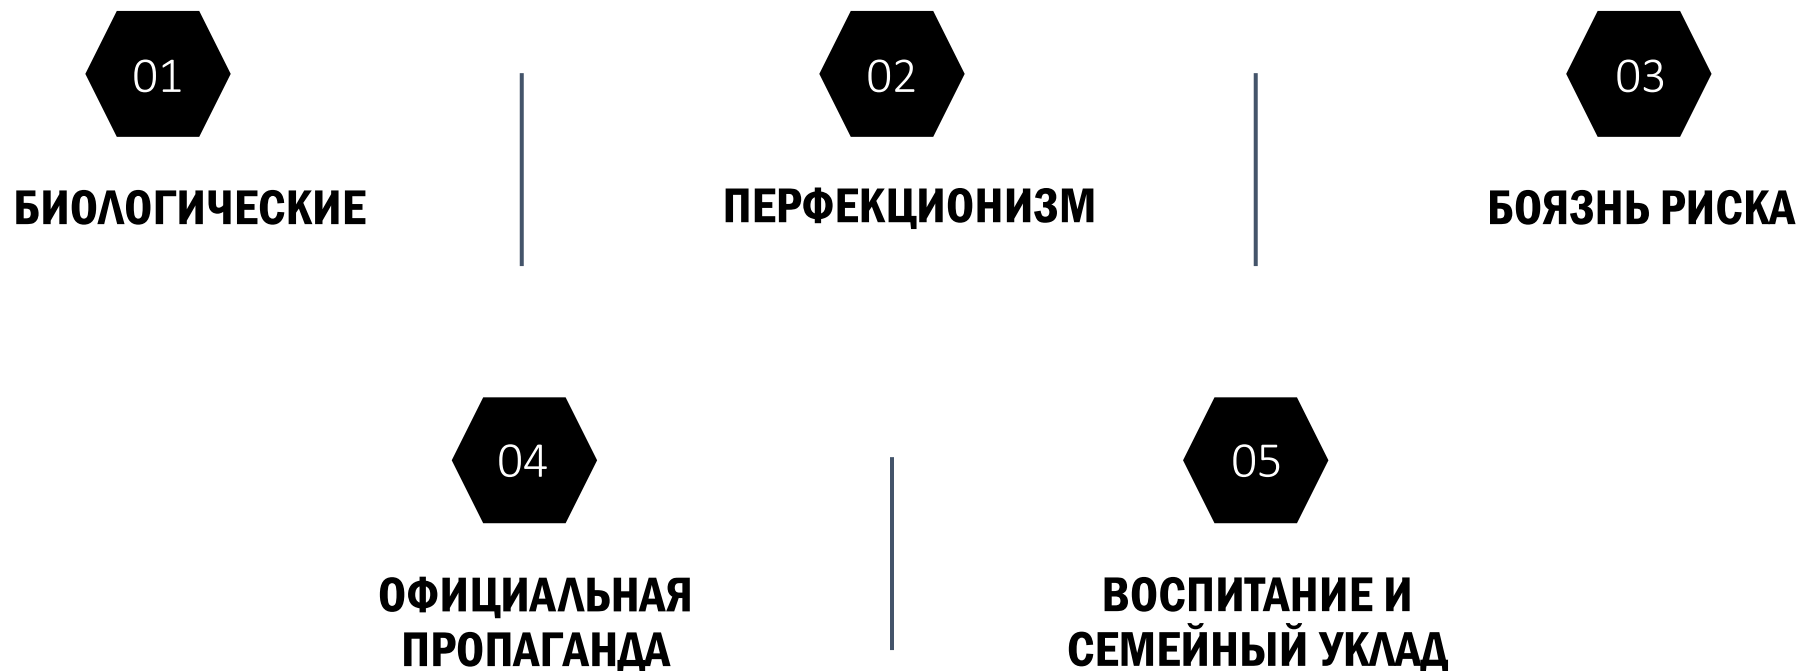 01
02
03
БИОЛОГИЧЕСКИЕ
ПЕРФЕКЦИОНИЗМ
БОЯЗНЬ РИСКА
04
05
ОФИЦИАЛЬНАЯ
ПРОПАГАНДА
ВОСПИТАНИЕ И
СЕМЕЙНЫЙ УКЛАД